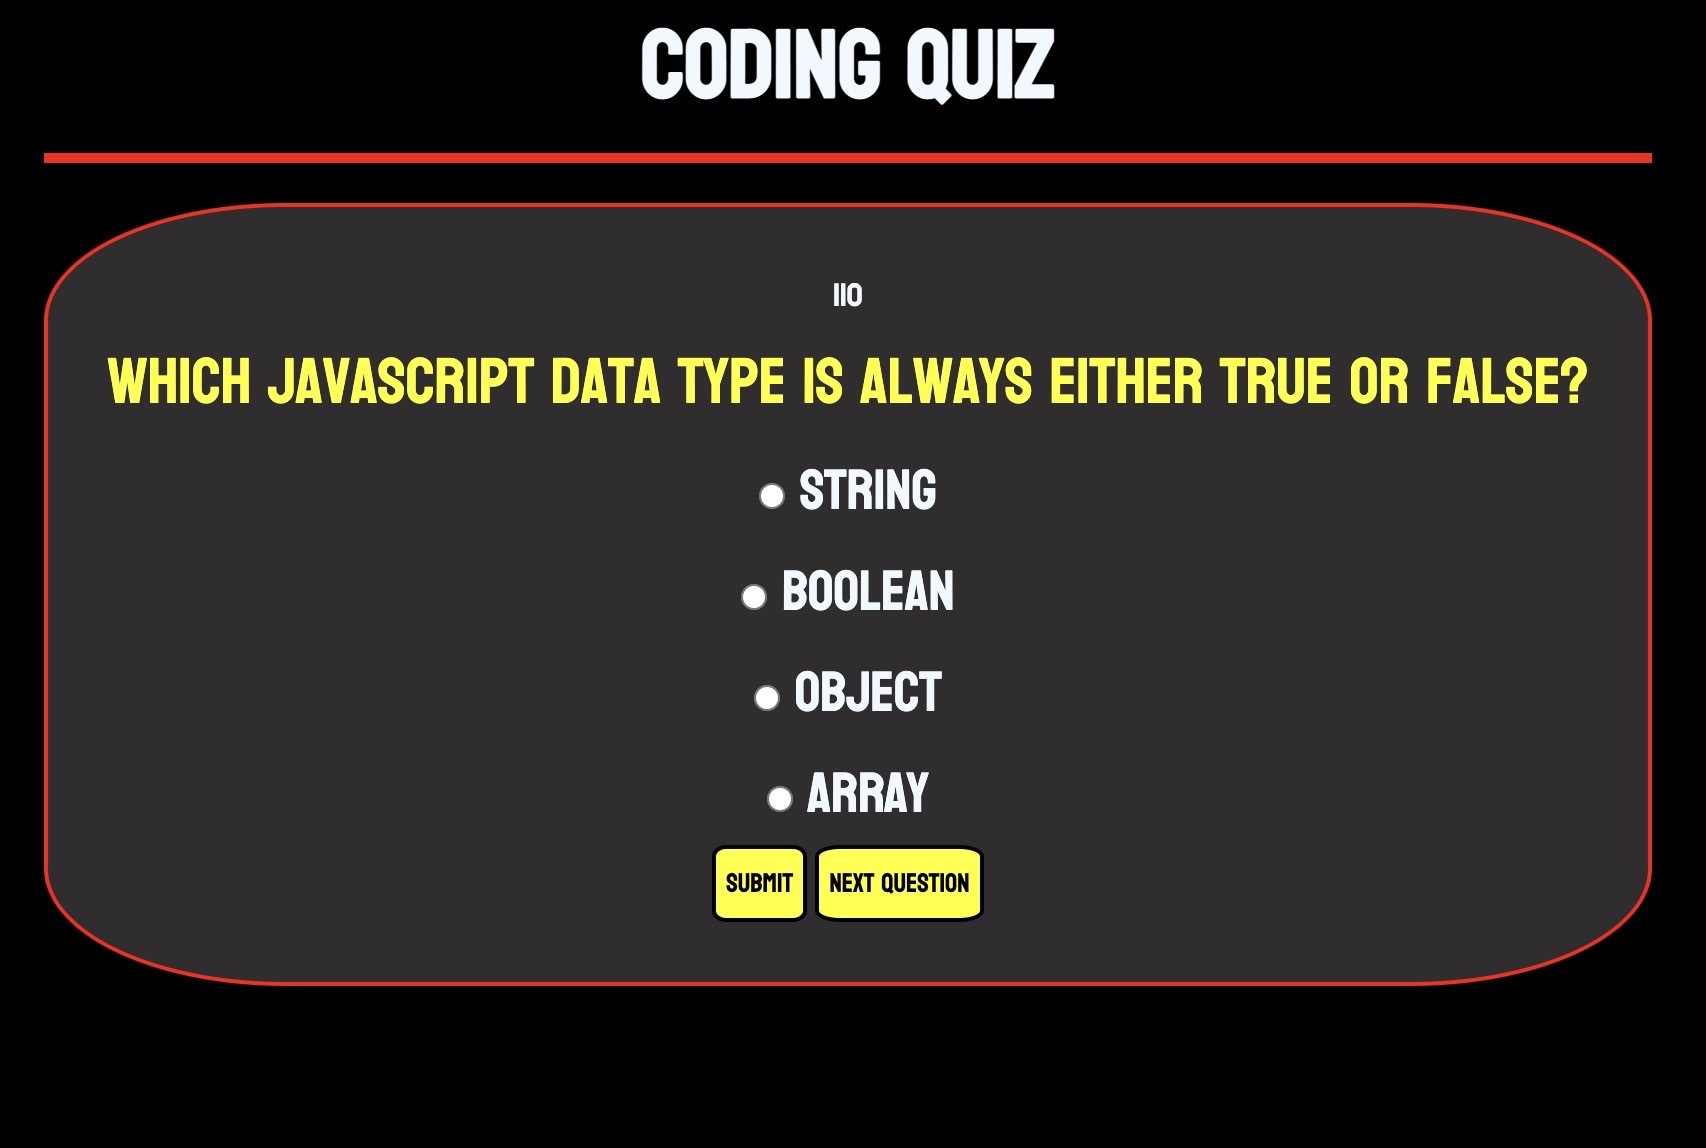 CODING QUIZ
110
WHICH JAVASCRIPT DATA TYPE IS ALWAYS EITHER TRUE OR FALSE?
STRING
BOOLEAN
OBJECT
ARRAY
SUBMIT NEXT QUESTION